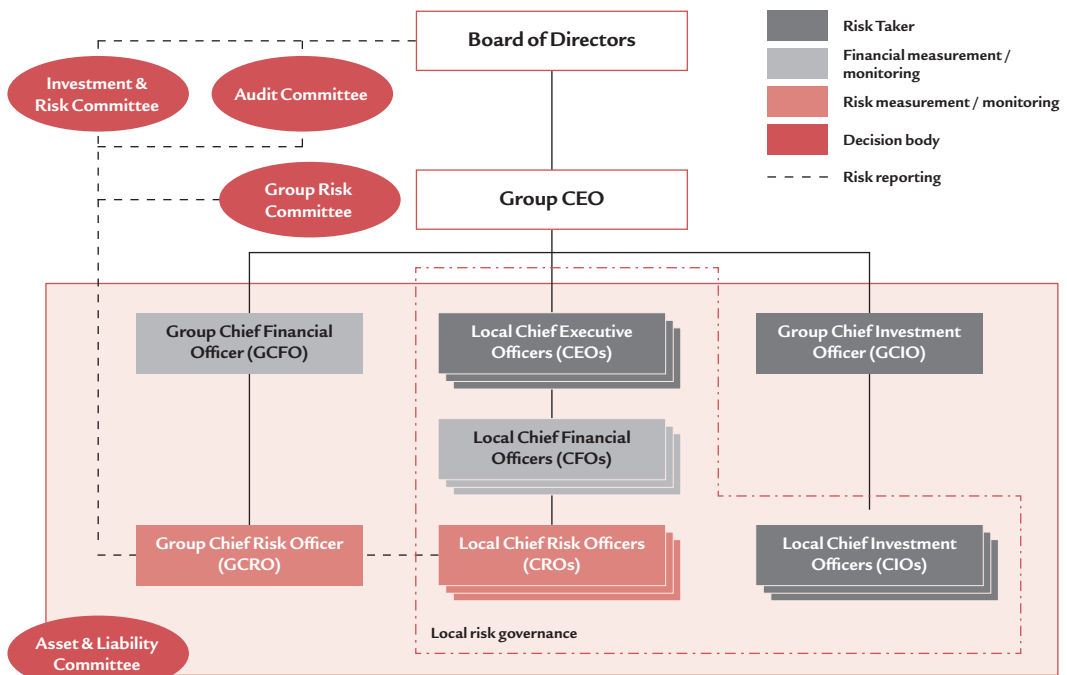 Board of Directors
Investment &
Risk Committee
Audit Committee
Group Risk
Committee
Group CEO
Risk Taker
Financial measurement /
monitoring
Risk measurement / monitoring
Decision body
Risk reporting
Group Chief Financial
Officer (GCFO)
Local Chief Executive
Officers (CEOs)
Group Chief Investment
Officer (GCIO)
Local Chief Financial
Officers (CFOs)
Group Chief Risk Officer
(GCRO)
Local Chief Risk Officers
(CROs)
Local Chief Investment
Officers (CIOs)
Local risk governance
Asset & Liability
Committee